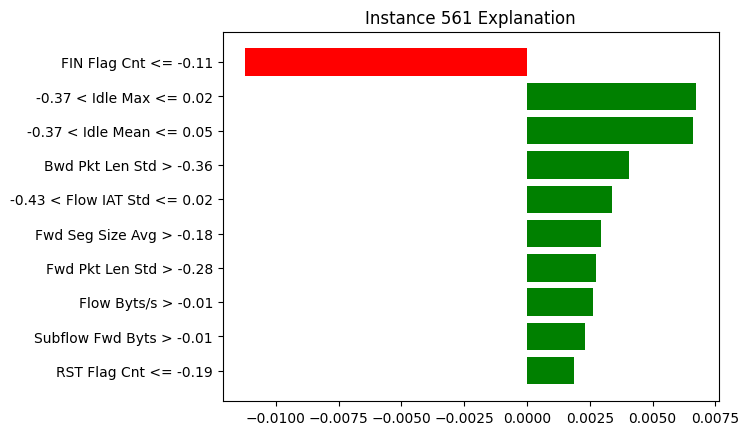 Instance 561 Explanation
FIN Flag Cnt <= -0.11
-0.37 < Idle Max <= 0.02
-0.37 < Idle Mean <= 0.05
Bwd Pkt Len Std > -0.36
-0.43 < Flow IAT Std <= 0.02
Fwd Seg Size Avg > -0.18
Fwd Pkt Len Std > -0.28
Flow Byts/s > -0.01
Subflow Fwd Byts > -0.01
RST Flag Cnt <= -0.19
−0.0100 −0.0075 −0.0050 −0.0025 0.0000 0.0025 0.0050 0.0075